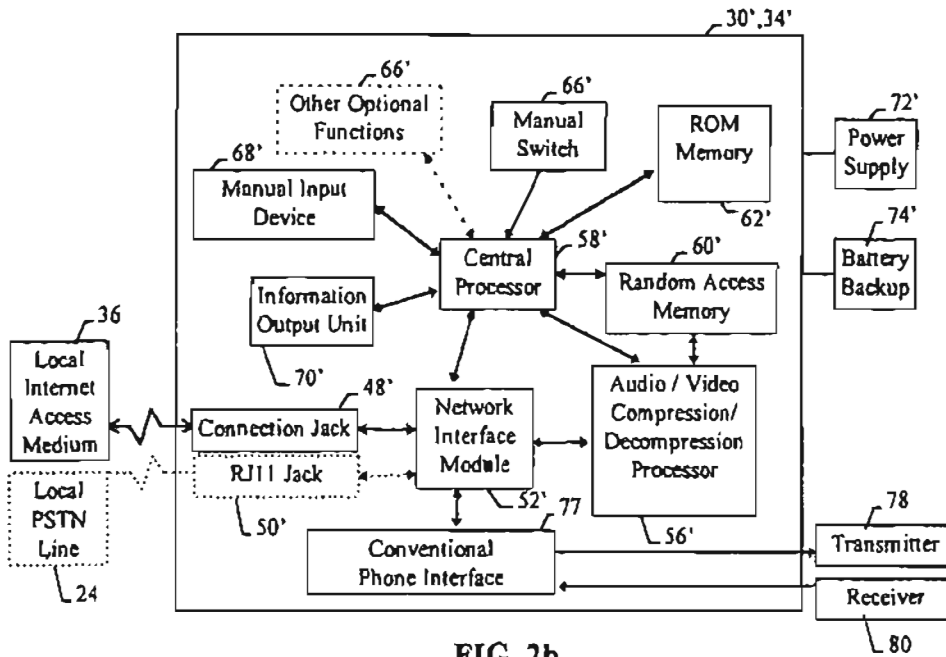 30',34'
66'
Other Optional
Functions
66'
Manual
Switch
ROM
Memory
62'
72'
Power
Supply
68'
Manual Input
Device
58'
Central
Processor
60'
Random Access
Memory
74'
Battery
Backup
Information
Output Unit
70'
36
Local
Internet
Access
Medium
48'
Connection Jack
RJ11 Jack
50'
Network
Interface
Module
52'
Audio / Video
Compression/
Decompression
Processor
56'
Local
PSTN
Line
24
77
Conventional
Phone Interface
78
Transmitter
Receiver
80
FIG. 2b